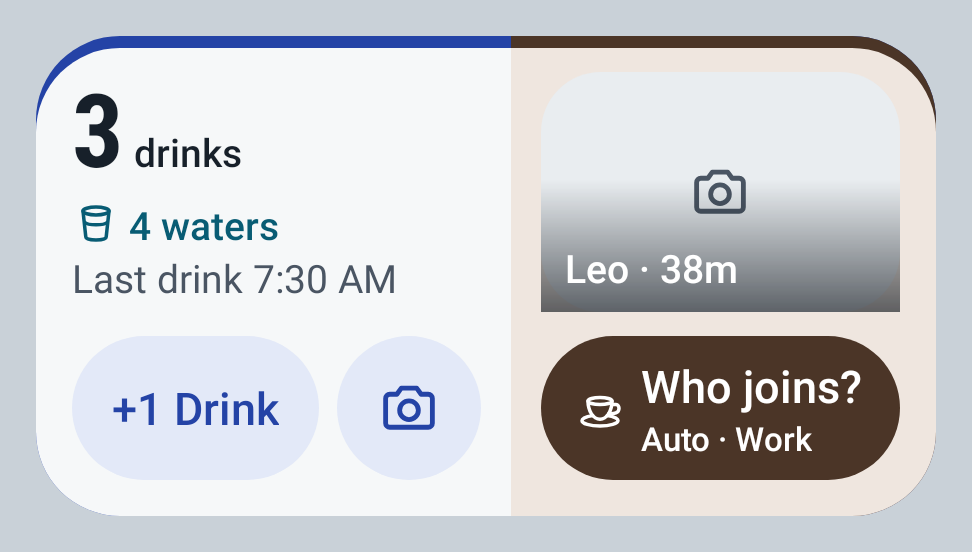 3 drinks
4 waters
Last drink 7:30 AM
+1 Drink
Leo · 38m
Who joins?
Auto · Work